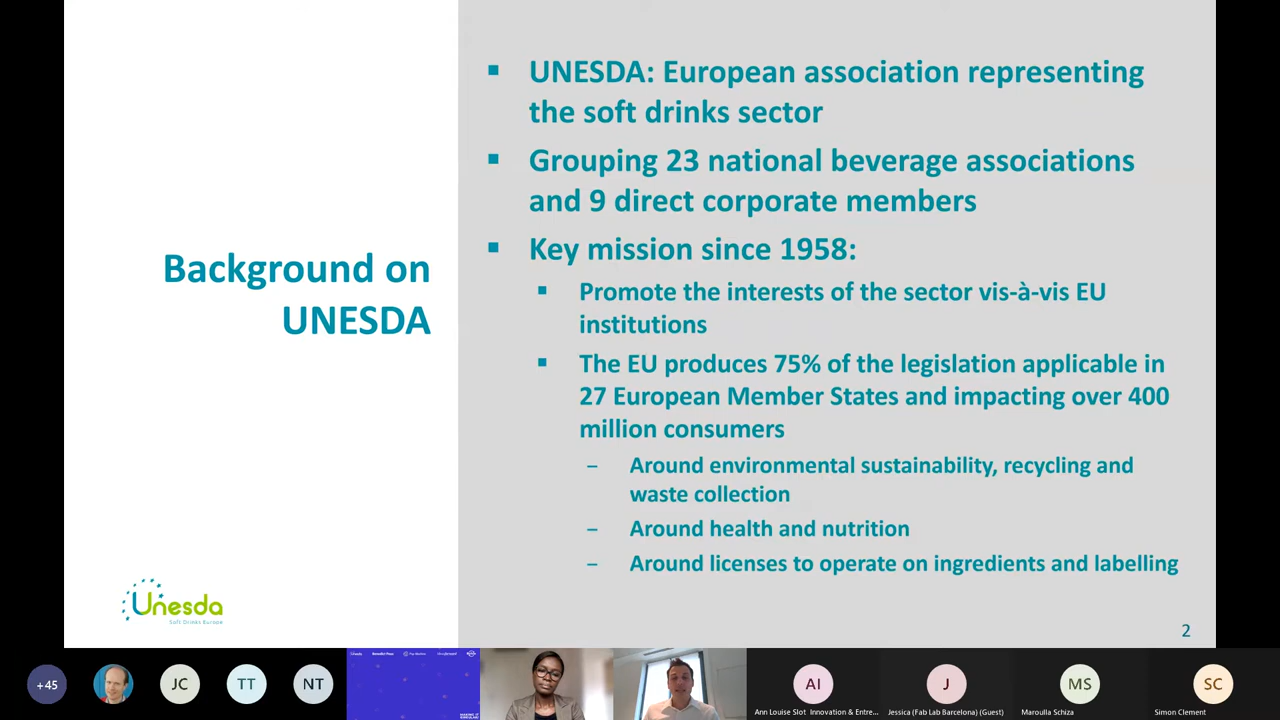 Background on
UNESDA
▪ UNESDA: European association representing
the soft drinks sector
▪ Grouping 23 national beverage associations
and 9 direct corporate members
▪ Key mission since 1958:
▪ Promote the interests of the sector vis-à-vis EU
institutions
▪ The EU produces 75% of the legislation applicable in
27 European Member States and impacting over 400
million consumers
– Around environmental sustainability, recycling and
waste collection
– Around health and nutrition
– Around licenses to operate on ingredients and labelling
Unesda
Soft Drinks Europe
2
+45
JC
TT
NT
AI
J
MS
SC
Ann Louise Slot Innovation & Entre...
Jessica (Fab Lab Barcelona) (Guest)
Maroulla Schiza
Simon Clement